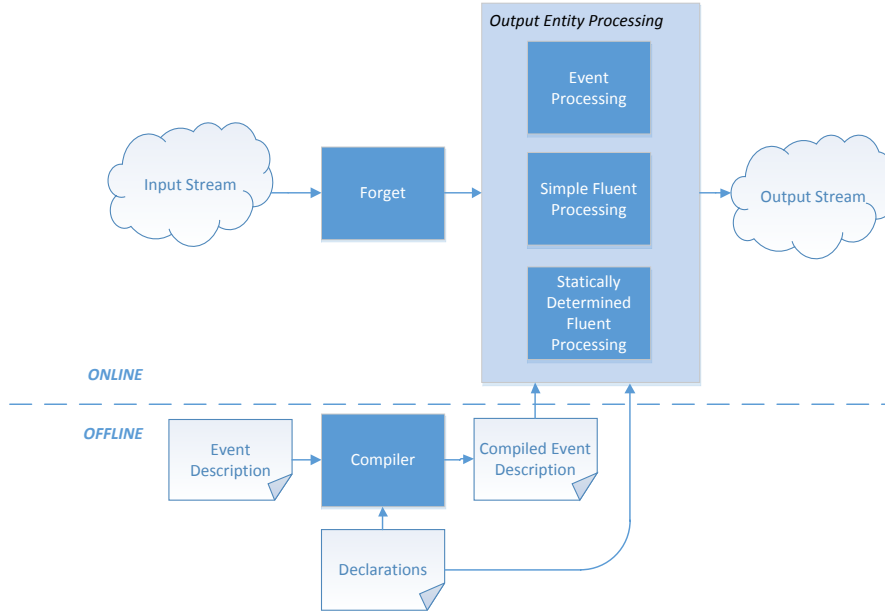 Output Entity Processing
Event
Processing
Input Stream
Forget
Simple Fluent
Processing
Output Stream
Statically
Determined
Fluent
Processing
ONLINE
OFFLINE
Event
Description
Compiler
Compiled Event
Description
Declarations